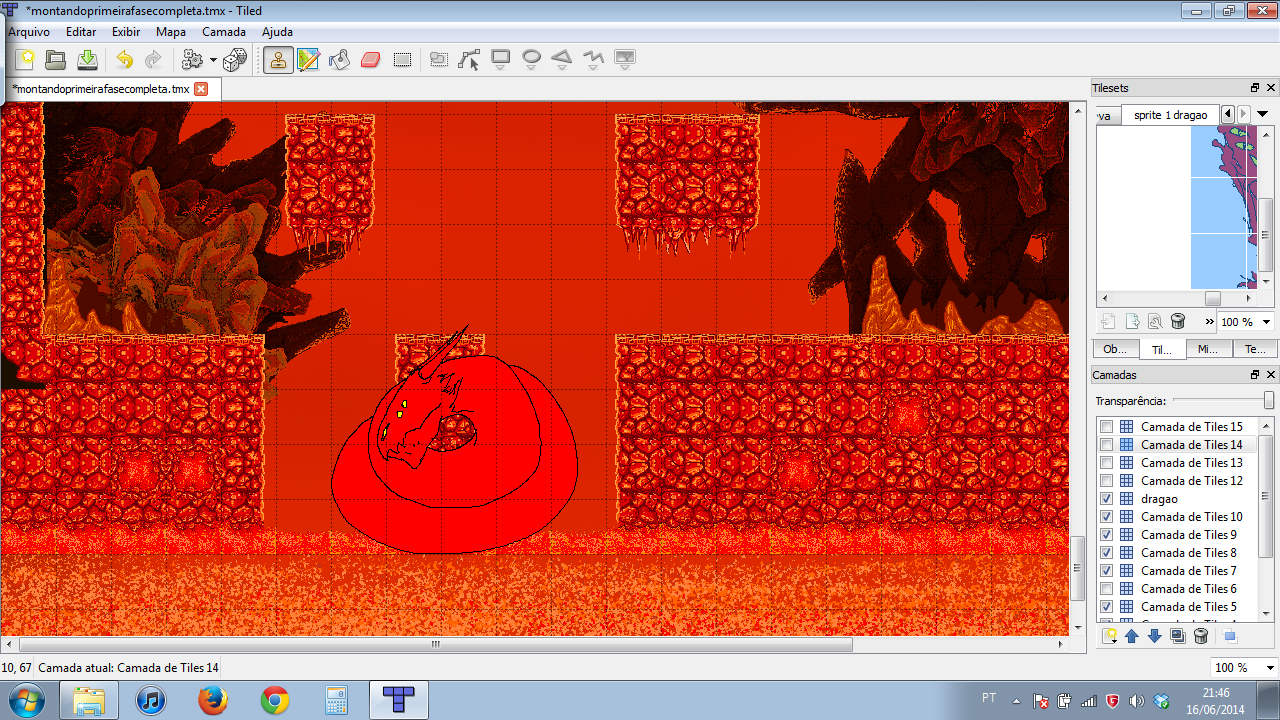 *montandoprimeirafasecompleta.tmx - Tiled
Arquivo Editar Exibir Mapa Camada Ajuda
*montandoprimeirafasecompleta.tmx
Tilesets
va sprite 1 dragao
100 %
Ob... Til... Mi... Te...
Camadas
Transparência:
Camada de Tiles 15
Camada de Tiles 14
Camada de Tiles 13
Camada de Tiles 12
dragao
Camada de Tiles 10
Camada de Tiles 9
Camada de Tiles 8
Camada de Tiles 7
Camada de Tiles 6
Camada de Tiles 5
10, 67 Camada atual: Camada de Tiles 14
100 %
PT
21:46
16/06/2014